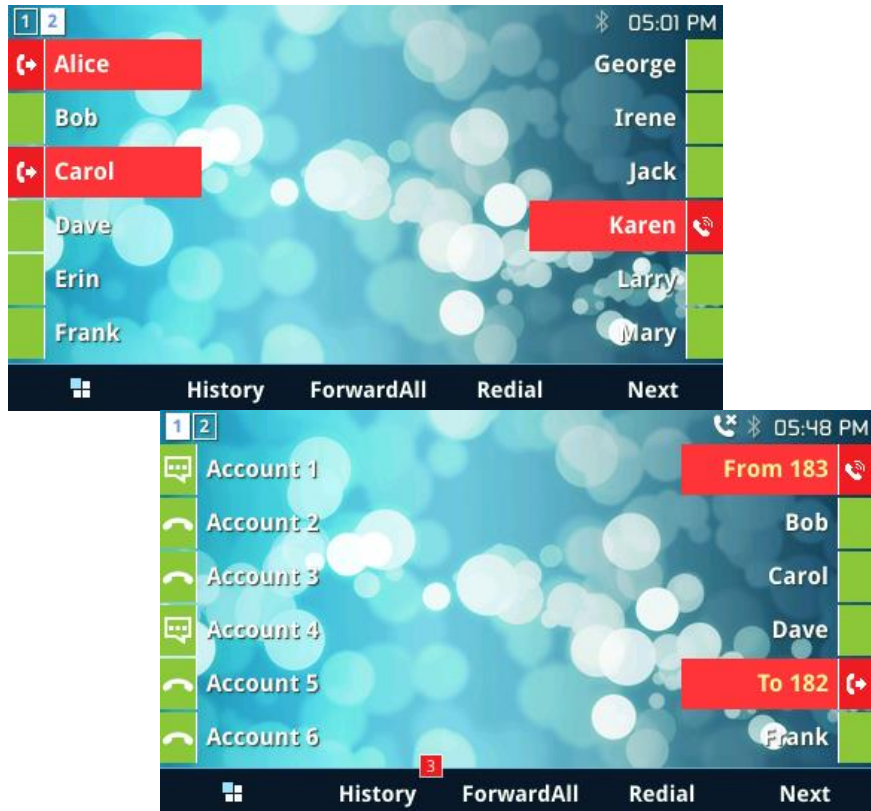 1 2 05:01 PM
Alice George
Bob Irene
Carol Jack
Dave Karen
Erin Larry
Frank Mary
History ForwardAll Redial Next
1 2 05:48 PM
Account 1 From 183
Account 2 Bob
Account 3 Carol
Account 4 Dave
Account 5 To 182
Account 6 Frank
3
History ForwardAll Redial Next